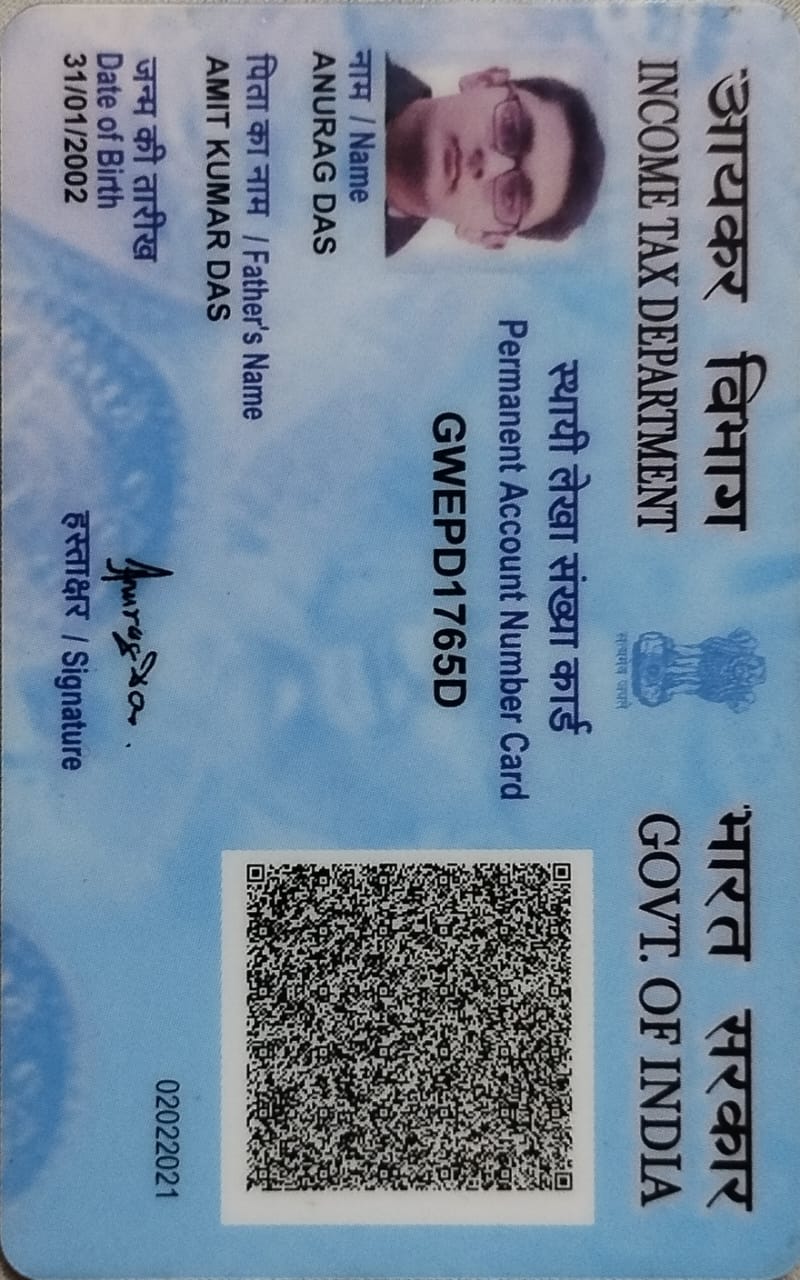 आयकर विभाग
INCOME TAX DEPARTMENT
सत्यमेव जयते
भारत सरकार
GOVT. OF INDIA
स्थायी लेखा संख्या कार्ड
Permanent Account Number Card
GWEPD1765D
नाम / Name
ANURAG DAS
पिता का नाम / Father's Name
AMIT KUMAR DAS
जन्म की तारीख
Date of Birth
31/01/2002
Anurag Das.
हस्ताक्षर / Signature
02022021